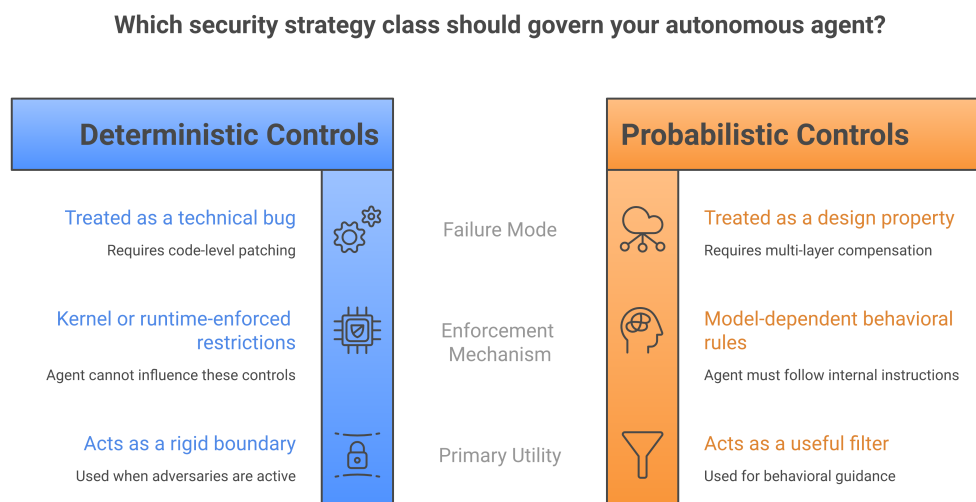 Which security strategy class should govern your autonomous agent?
Deterministic Controls
Probabilistic Controls
Treated as a technical bug
Requires code-level patching
Failure Mode
Treated as a design property
Requires multi-layer compensation
Kernel or runtime-enforced
restrictions
Agent cannot influence these controls
Enforcement
Mechanism
Model-dependent behavioral
rules
Agent must follow internal instructions
Acts as a rigid boundary
Used when adversaries are active
Primary Utility
Acts as a useful filter
Used for behavioral guidance